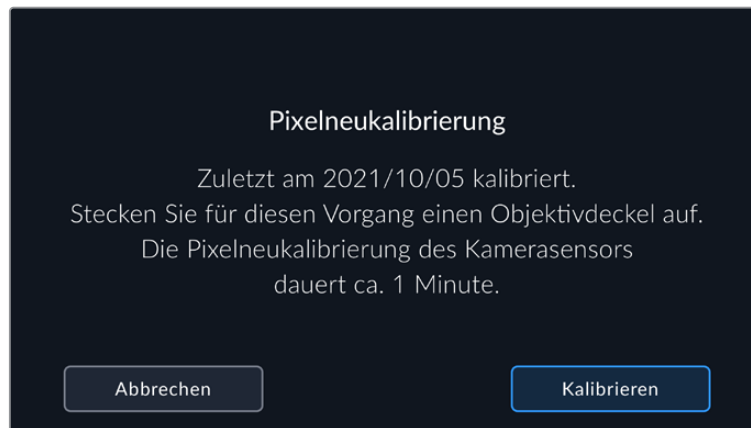 Pixelneukalibrierung
Zuletzt am 2021/10/05 kalibriert.
Stecken Sie für diesen Vorgang einen Objektivdeckel auf.
Die Pixelneukalibrierung des Kamerasensors
dauert ca. 1 Minute.
Abbrechen
Kalibrieren